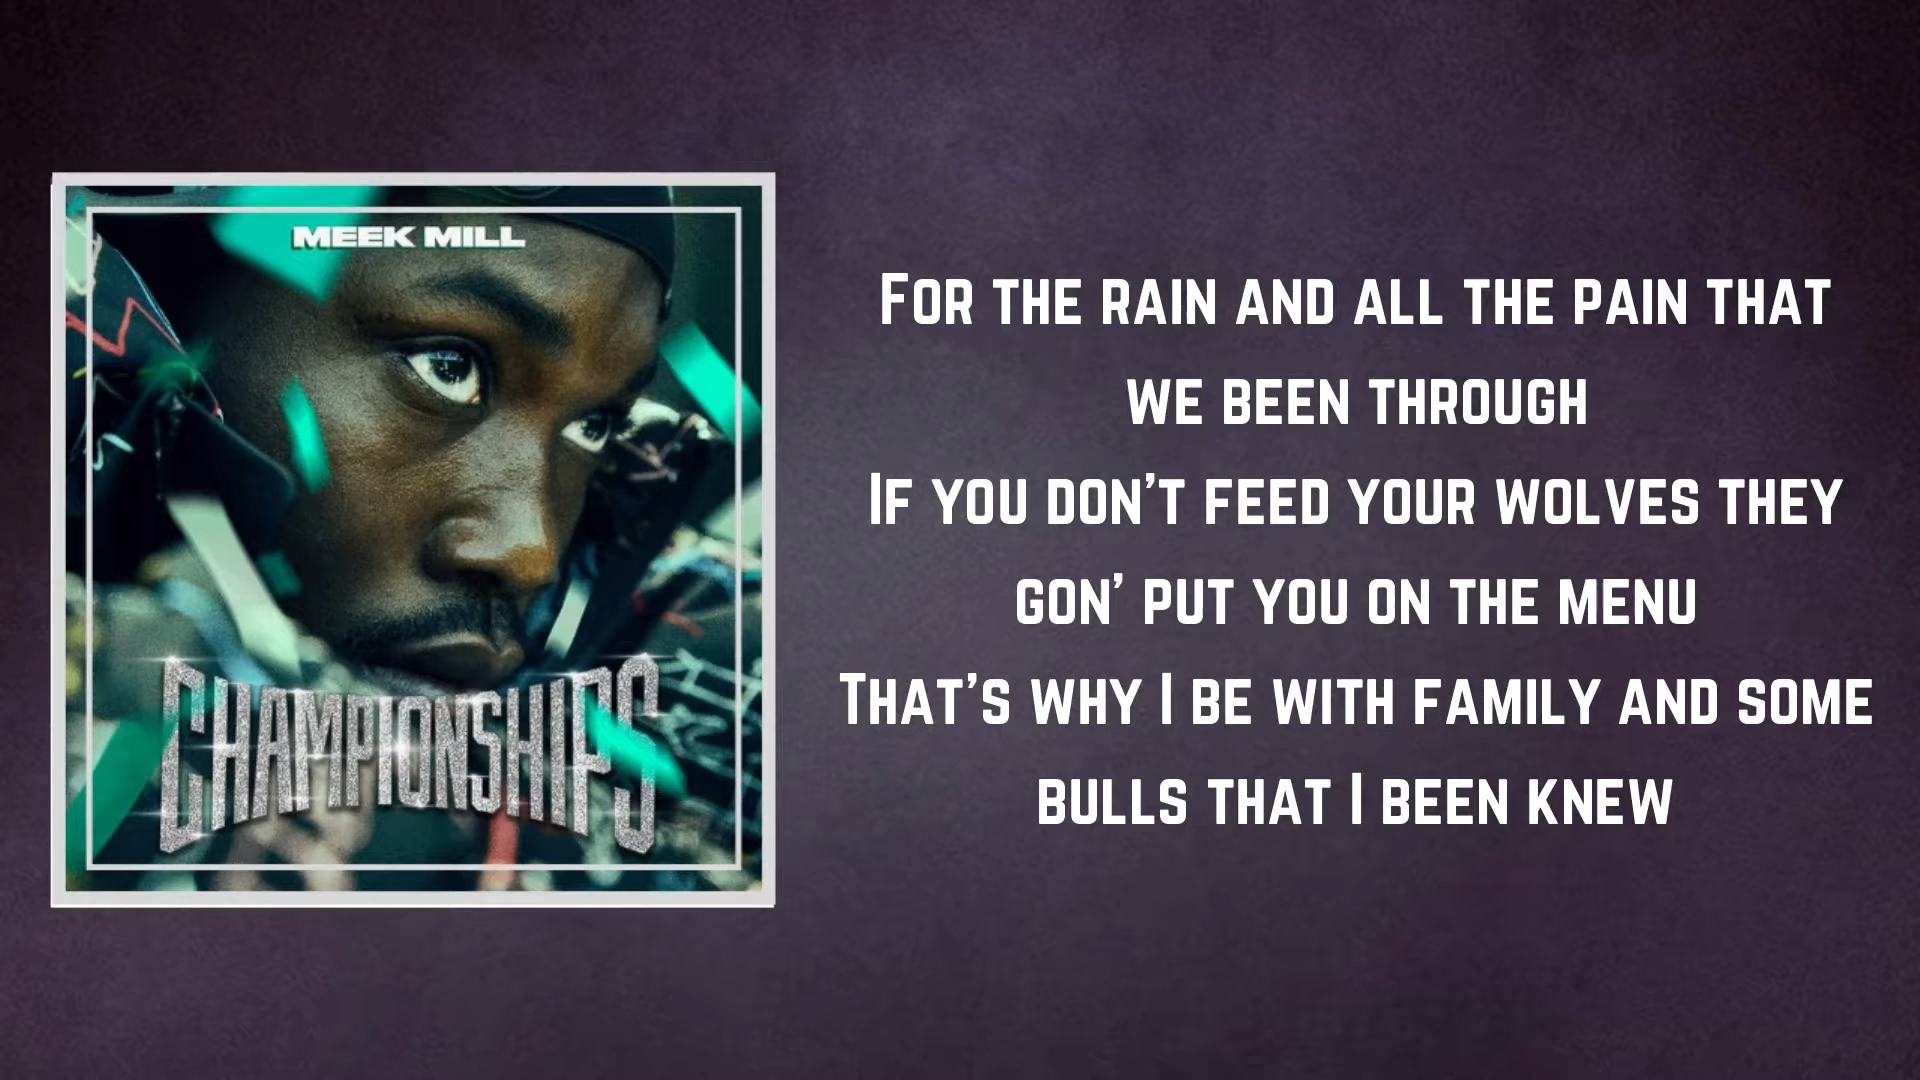 MEEK MILL
CHAMPIONSHIPS
For the rain and all the pain that
we been through
If you don't feed your wolves they
gon' put you on the menu
That's why I be with family and some
bulls that I been knew